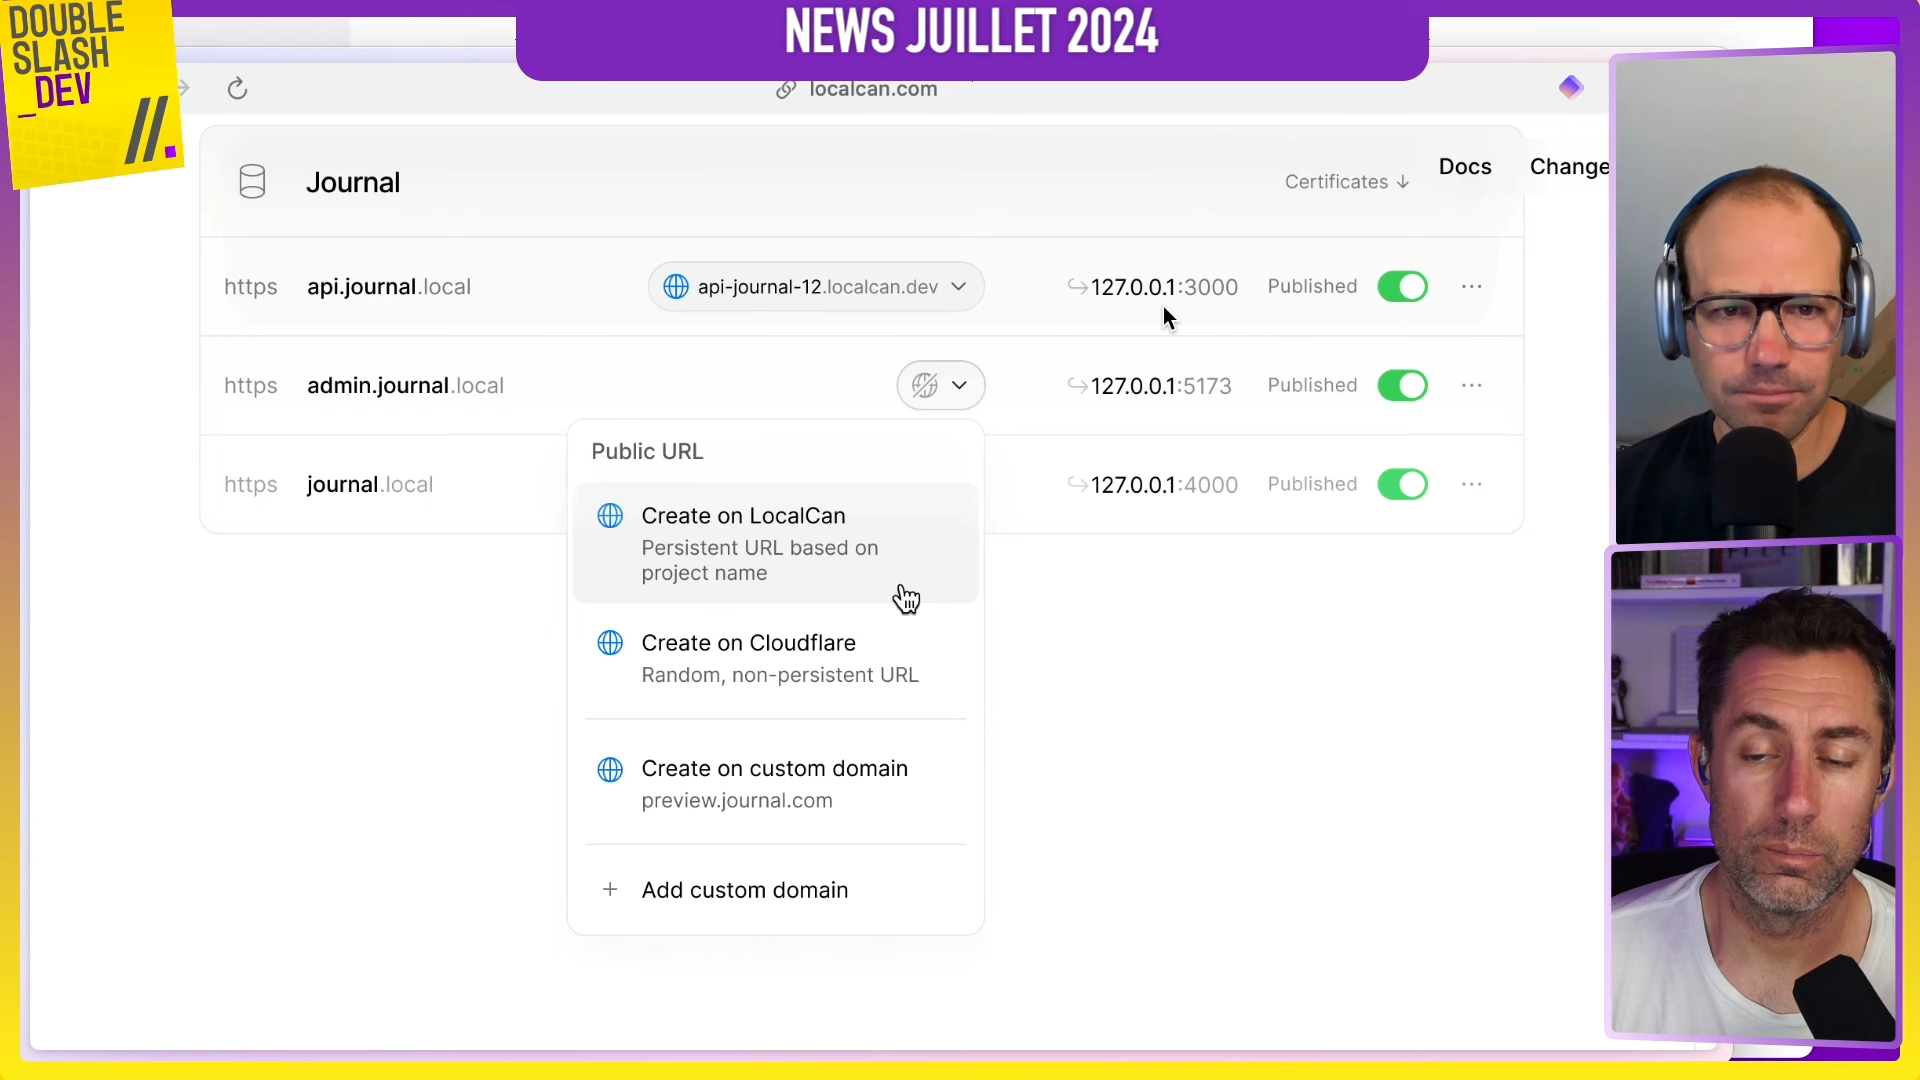 DOUBLE
SLASH
_DEV
//.
NEWS JUILLET 2024
localcan.com
Journal
Certificates ↓
Docs
Change
https
api.journal.local
api-journal-12.localcan.dev
127.0.0.1:3000
Published
https
admin.journal.local
127.0.0.1:5173
Published
https
journal.local
127.0.0.1:4000
Published
Public URL
Create on LocalCan
Persistent URL based on
project name
Create on Cloudflare
Random, non-persistent URL
Create on custom domain
preview.journal.com
+ Add custom domain